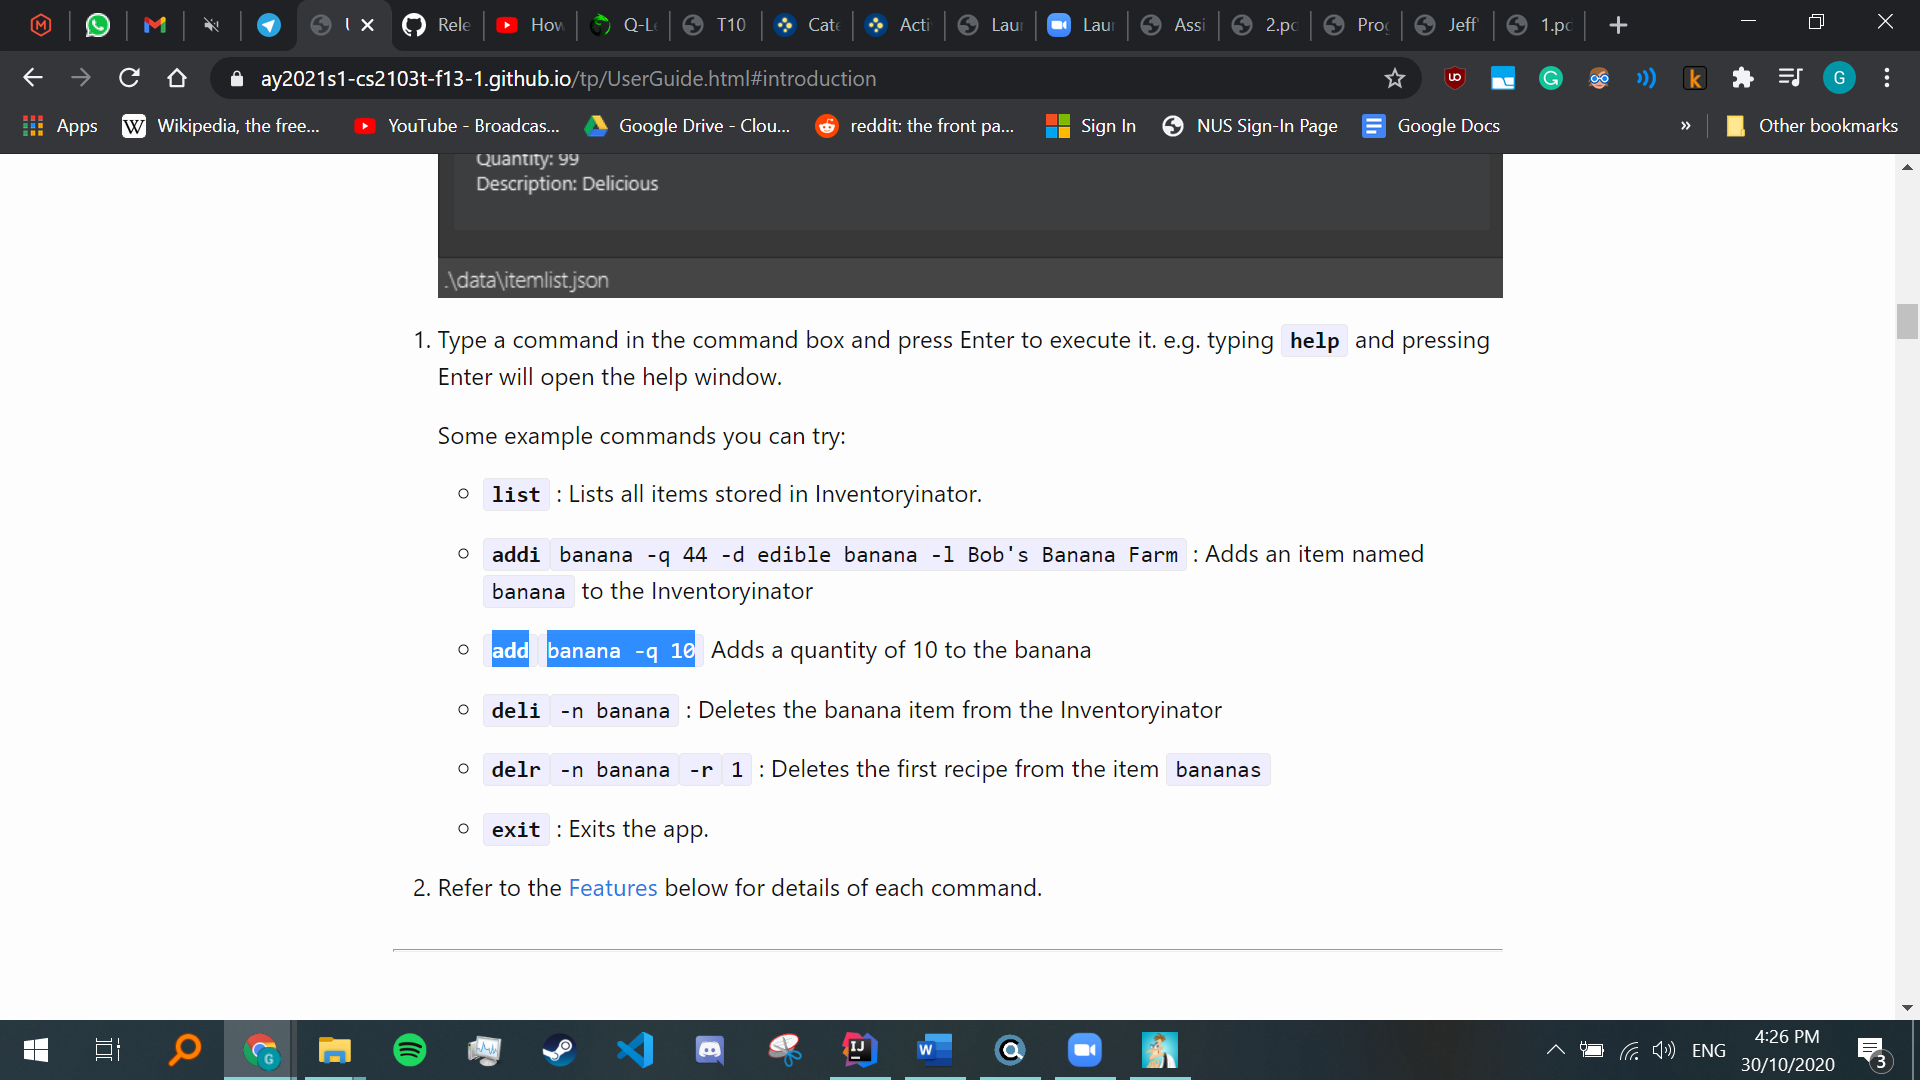 U
Rele
How
Q-Le
T10
Cate
Acti
Laun
Laun
Assi
2.pd
Prog
Jeff'
1.pd
ay2021s1-cs2103t-f13-1.github.io/tp/UserGuide.html#introduction
G
Apps
Wikipedia, the free...
YouTube - Broadcas...
Google Drive - Clou...
reddit: the front pa...
Sign In
NUS Sign-In Page
Google Docs
»
Other bookmarks
Quantity: 99
Description: Delicious
.\data\itemlist.json
1. Type a command in the command box and press Enter to execute it. e.g. typing help and pressing
Enter will open the help window.
Some example commands you can try:
list : Lists all items stored in Inventoryinator.
addi banana -q 44 -d edible banana -l Bob's Banana Farm : Adds an item named
banana to the Inventoryinator
add banana -q 10 Adds a quantity of 10 to the banana
deli -n banana : Deletes the banana item from the Inventoryinator
delr -n banana -r 1 : Deletes the first recipe from the item bananas
exit : Exits the app.
2. Refer to the Features below for details of each command.
ENG
4:26 PM
30/10/2020
3